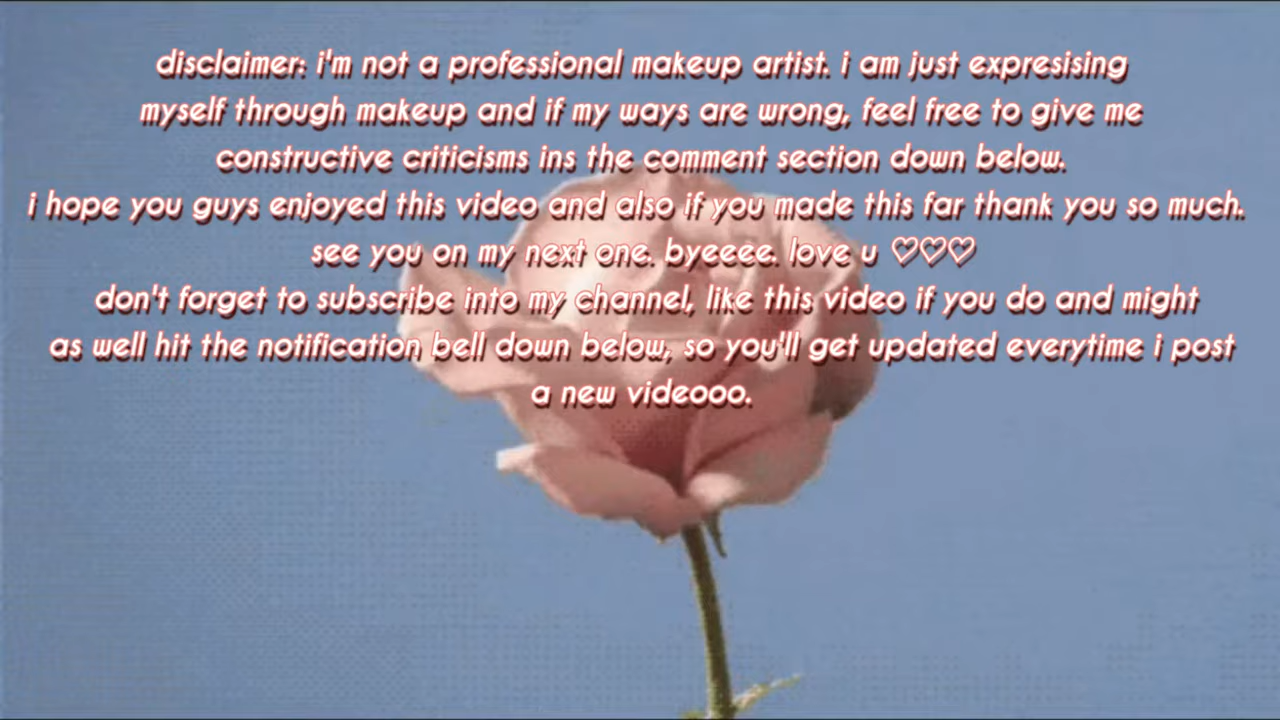 disclaimer: i'm not a professional makeup artist. i am just expresising
myself through makeup and if my ways are wrong, feel free to give me
constructive criticisms ins the comment section down below.
i hope you guys enjoyed this video and also if you made this far thank you so much.
see you on my next one. byeeee. love u ♡♡♡
don't forget to subscribe into my channel, like this video if you do and might
as well hit the notification bell down below, so you'll get updated everytime i post
a new videooo.